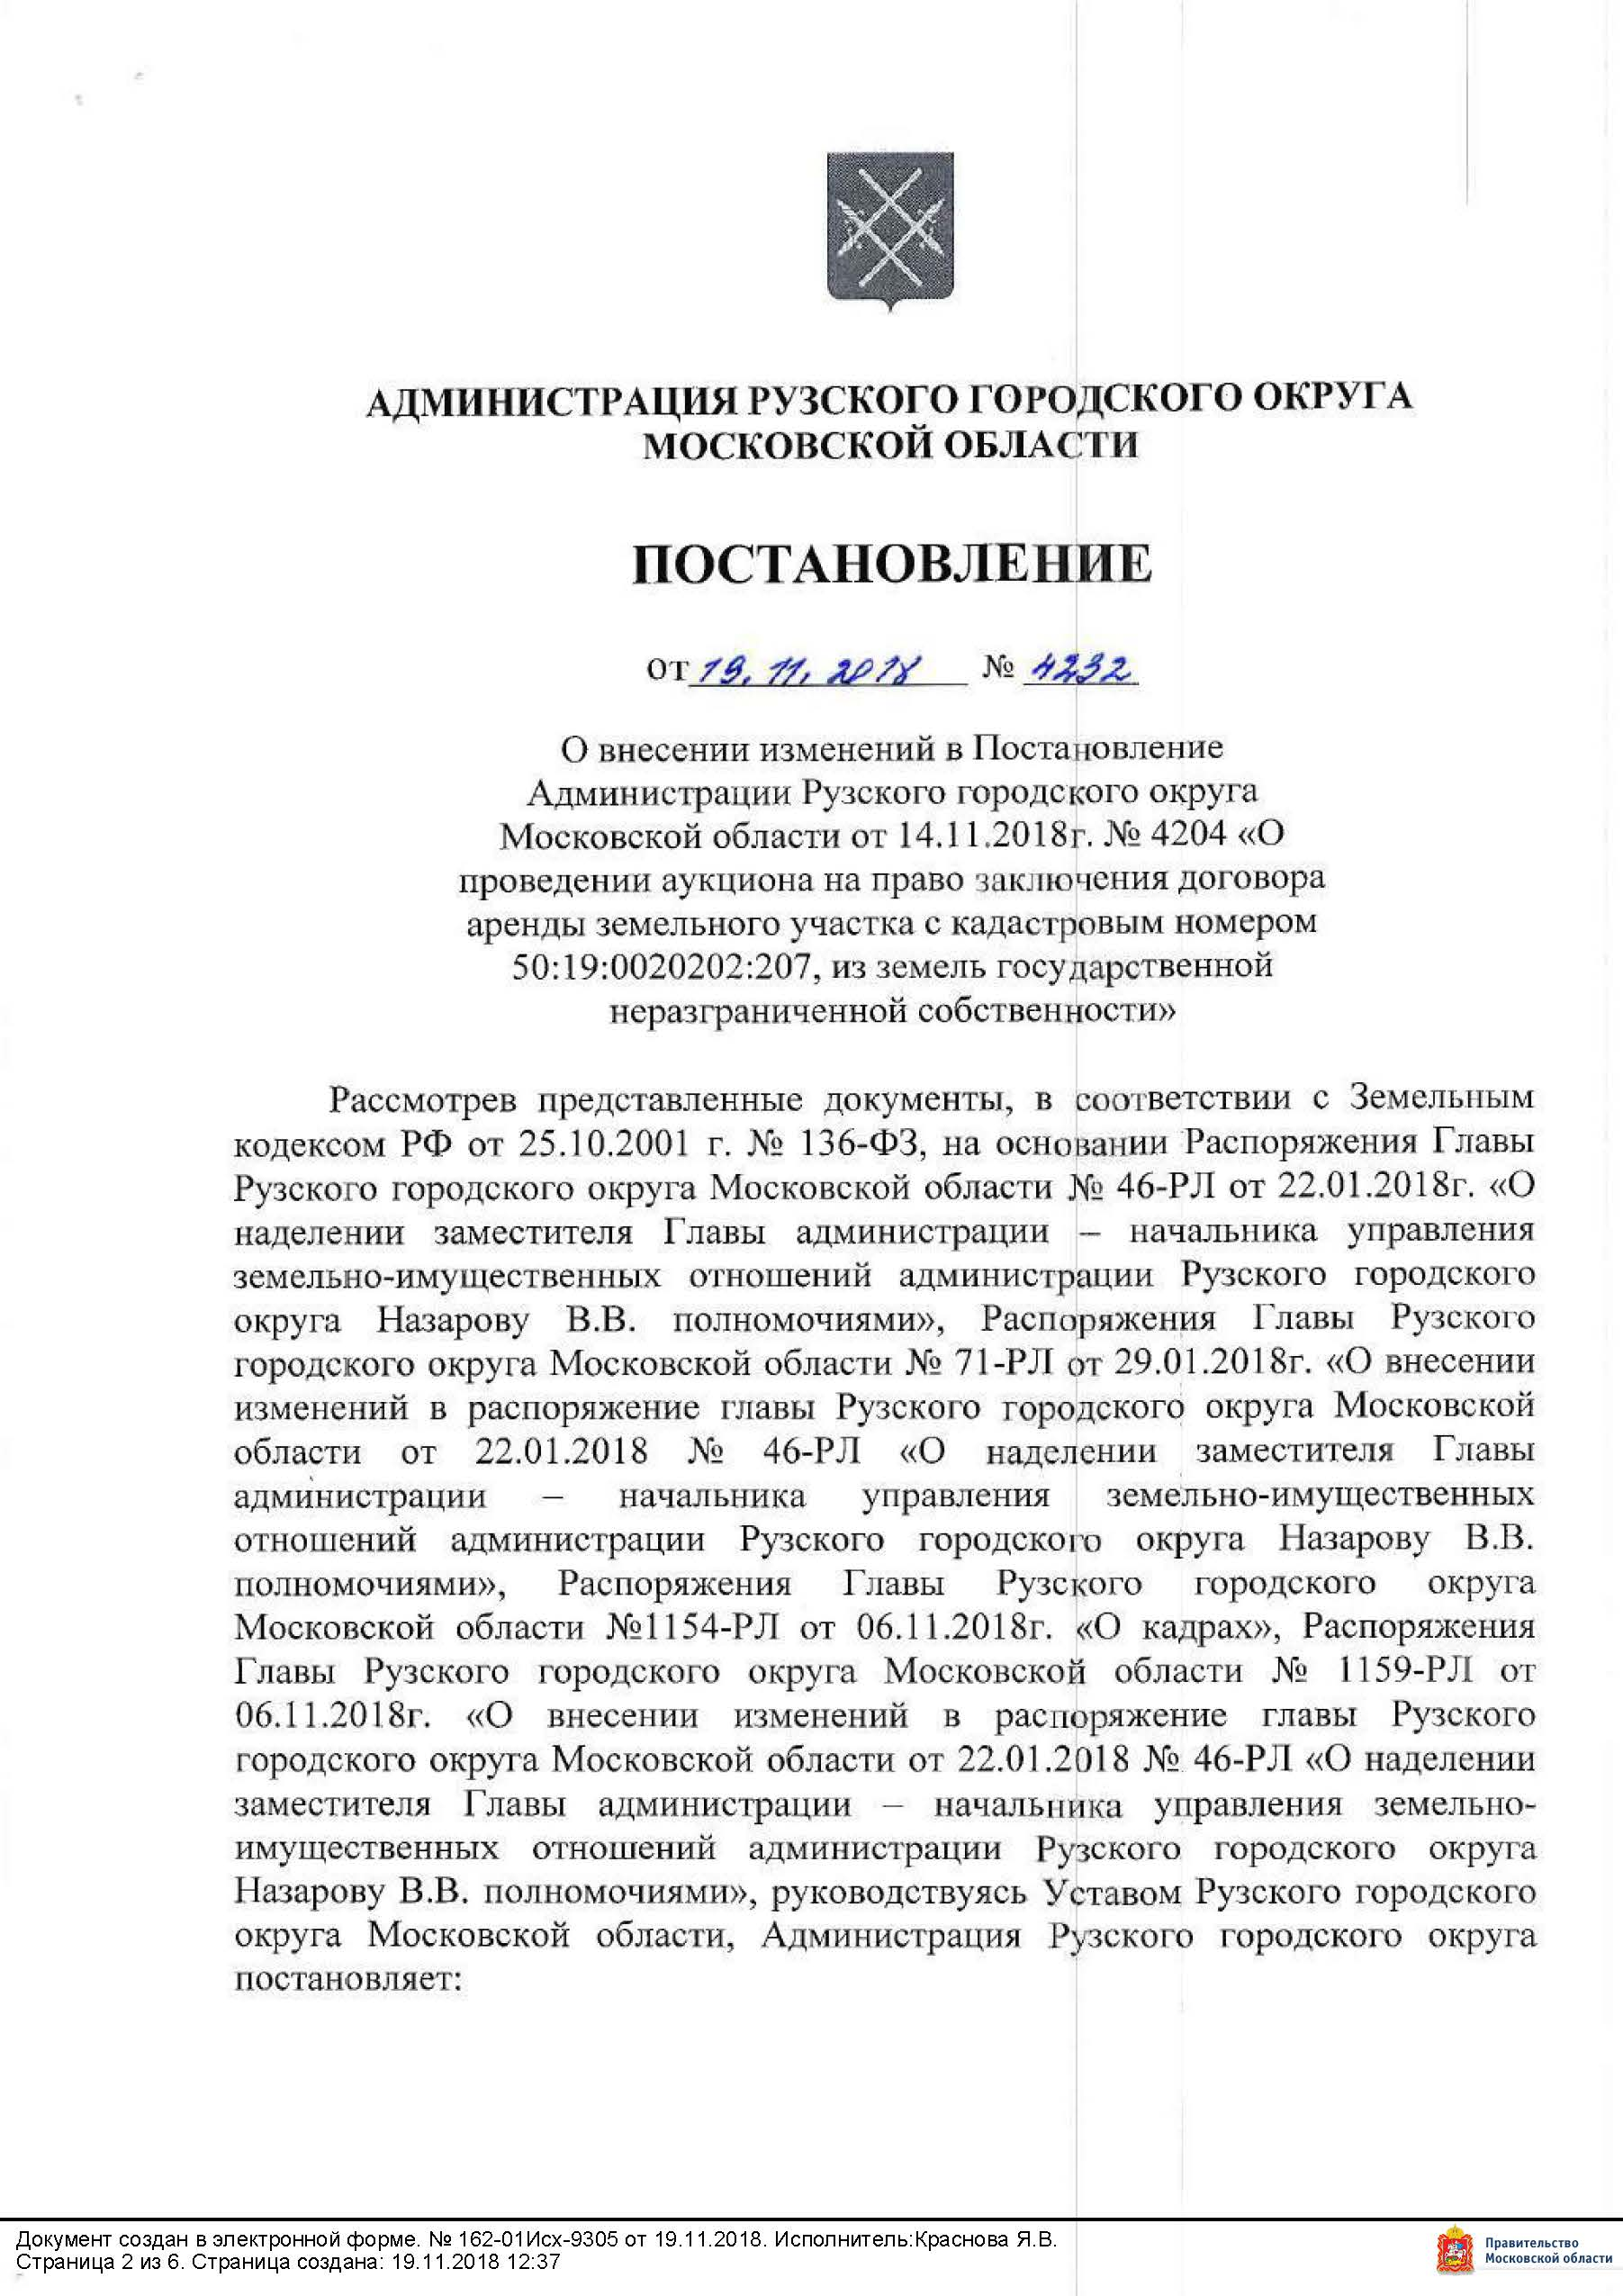 АДМИНИСТРАЦИЯ РУЗСКОГО ГОРОДСКОГО ОКРУГА
МОСКОВСКОЙ ОБЛАСТИ
ПОСТАНОВЛЕНИЕ
от 19.11.2018 № 4232
О внесении изменений в Постановление
Администрации Рузского городского округа
Московской области от 14.11.2018г. № 4204 «О
проведении аукциона на право заключения договора
аренды земельного участка с кадастровым номером
50:19:0020202:207, из земель государственной
неразграниченной собственности»
Рассмотрев представленные документы, в соответствии с Земельным
кодексом РФ от 25.10.2001 г. № 136-ФЗ, на основании Распоряжения Главы
Рузского городского округа Московской области № 46-РЛ от 22.01.2018г. «О
наделении заместителя Главы администрации – начальника управления
земельно-имущественных отношений администрации Рузского городского
округа Назарову В.В. полномочиями», Распоряжения Главы Рузского
городского округа Московской области № 71-РЛ от 29.01.2018г. «О внесении
изменений в распоряжение главы Рузского городского округа Московской
области от 22.01.2018 № 46-РЛ «О наделении заместителя Главы
администрации – начальника управления земельно-имущественных
отношений администрации Рузского городского округа Назарову В.В.
полномочиями», Распоряжения Главы Рузского городского округа
Московской области №1154-РЛ от 06.11.2018г. «О кадрах», Распоряжения
Главы Рузского городского округа Московской области № 1159-РЛ от
06.11.2018г. «О внесении изменений в распоряжение главы Рузского
городского округа Московской области от 22.01.2018 № 46-РЛ «О наделении
заместителя Главы администрации – начальника управления земельно-
имущественных отношений администрации Рузского городского округа
Назарову В.В. полномочиями», руководствуясь Уставом Рузского городского
округа Московской области, Администрация Рузского городского округа
постановляет:
Документ создан в электронной форме. № 162-01Исх-9305 от 19.11.2018. Исполнитель:Краснова Я.В.
Страница 2 из 6. Страница создана: 19.11.2018 12:37
Правительство
Московской области